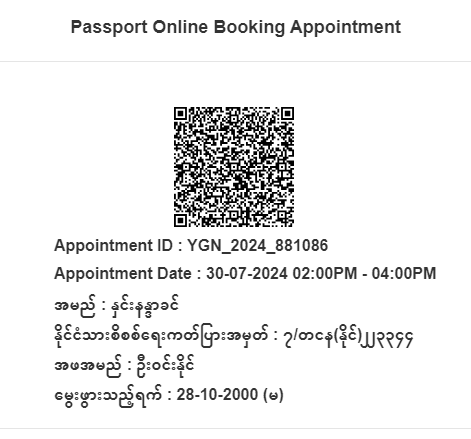 Passport Online Booking Appointment
Appointment ID : YGN_2024_881086
Appointment Date : 30-07-2024 02:00PM - 04:00PM
အမည် : နှင်းနန္ဒာခင်
နိုင်ငံသားစိစစ်ရေးကတ်ပြားအမှတ် : ၇/တငန(နိုင်)၂၂၃၃၄၄
အဖအမည် : ဦးဝင်းနိုင်
မွေးဖွားသည့်ရက် : 28-10-2000 (မ)